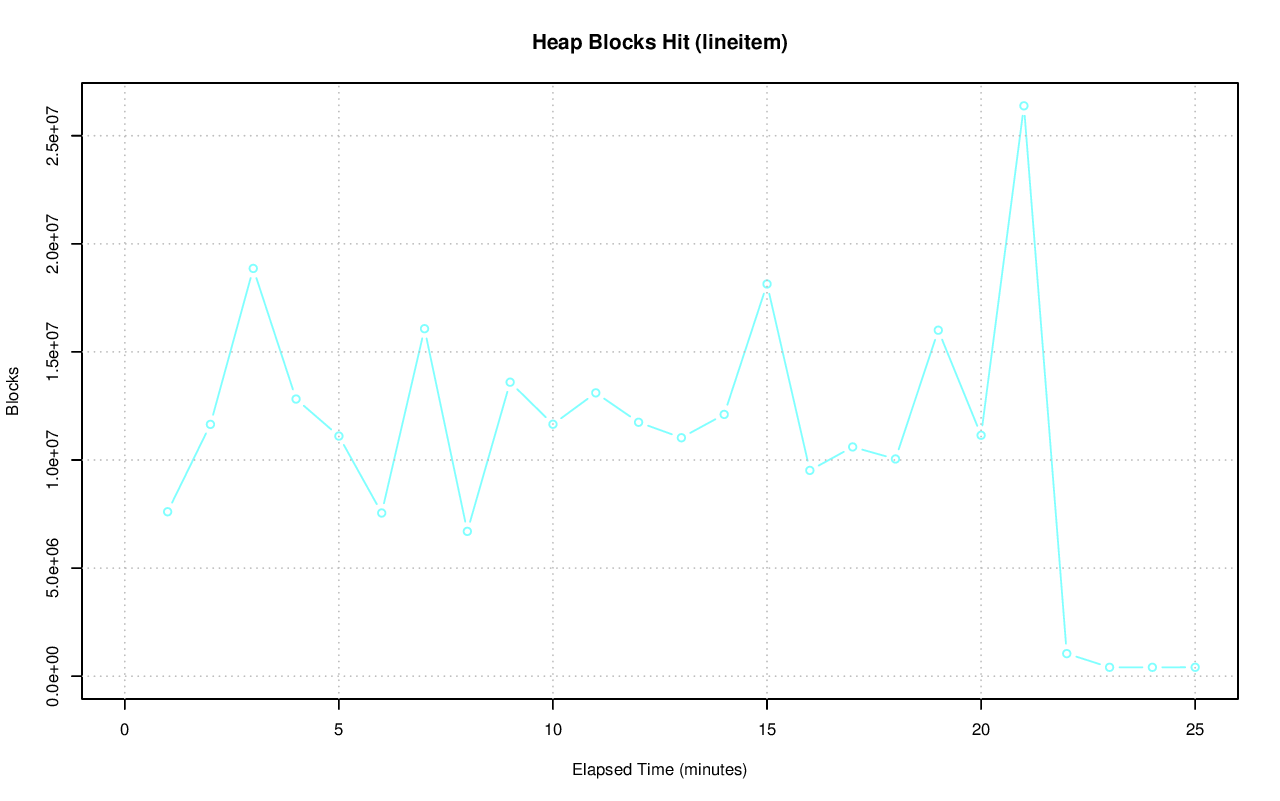 Heap Blocks Hit (lineitem)
Blocks
2.5e+07
2.0e+07
1.5e+07
1.0e+07
5.0e+06
0.0e+00
0 5 10 15 20 25
Elapsed Time (minutes)